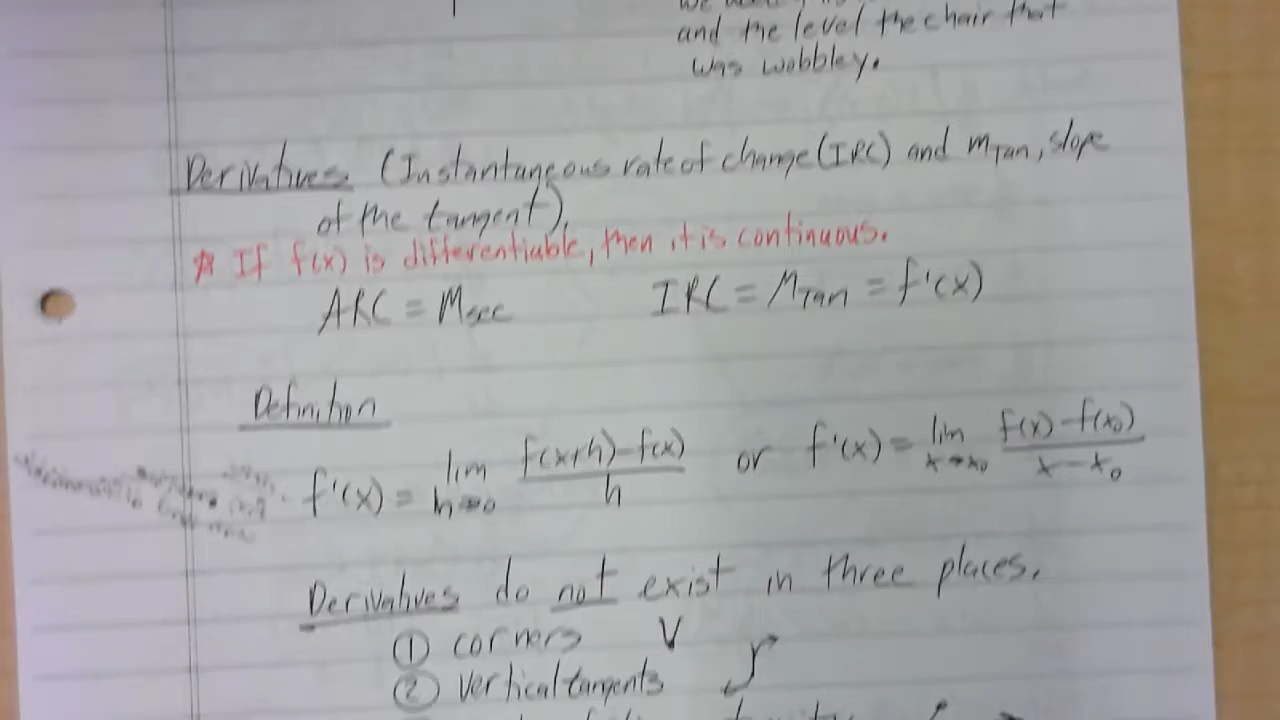 and the level the chair that
was wobbley.
Derivatives (Instantaneous rate of change (IRC) and mTan, slope
of the tangent).
* If f(x) is differentiable, then it is continuous.
ARC = Msec IRC = MTan = f'(x)
Definition
f'(x) = lim h→0 f(x+h)-f(x) / h or f'(x) = lim x→x₀ f(x)-f(x₀) / x-x₀
Derivatives do not exist in three places.
① corners V
② vertical tangents